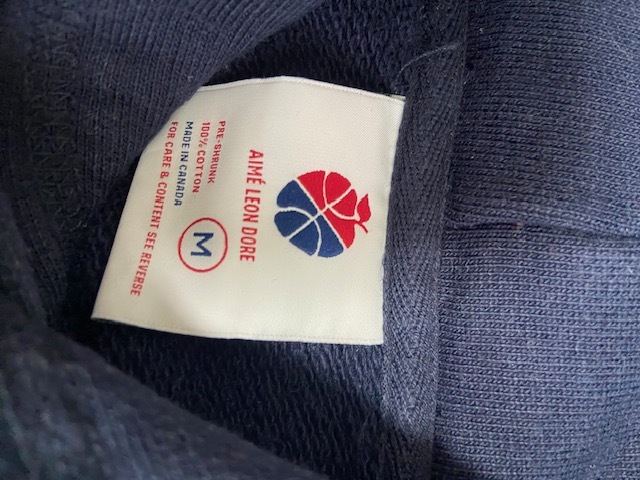 AIMÉ LEON DORE
M
PRE-SHRUNK
100% COTTON
MADE IN CANADA
FOR CARE & CONTENT SEE REVERSE